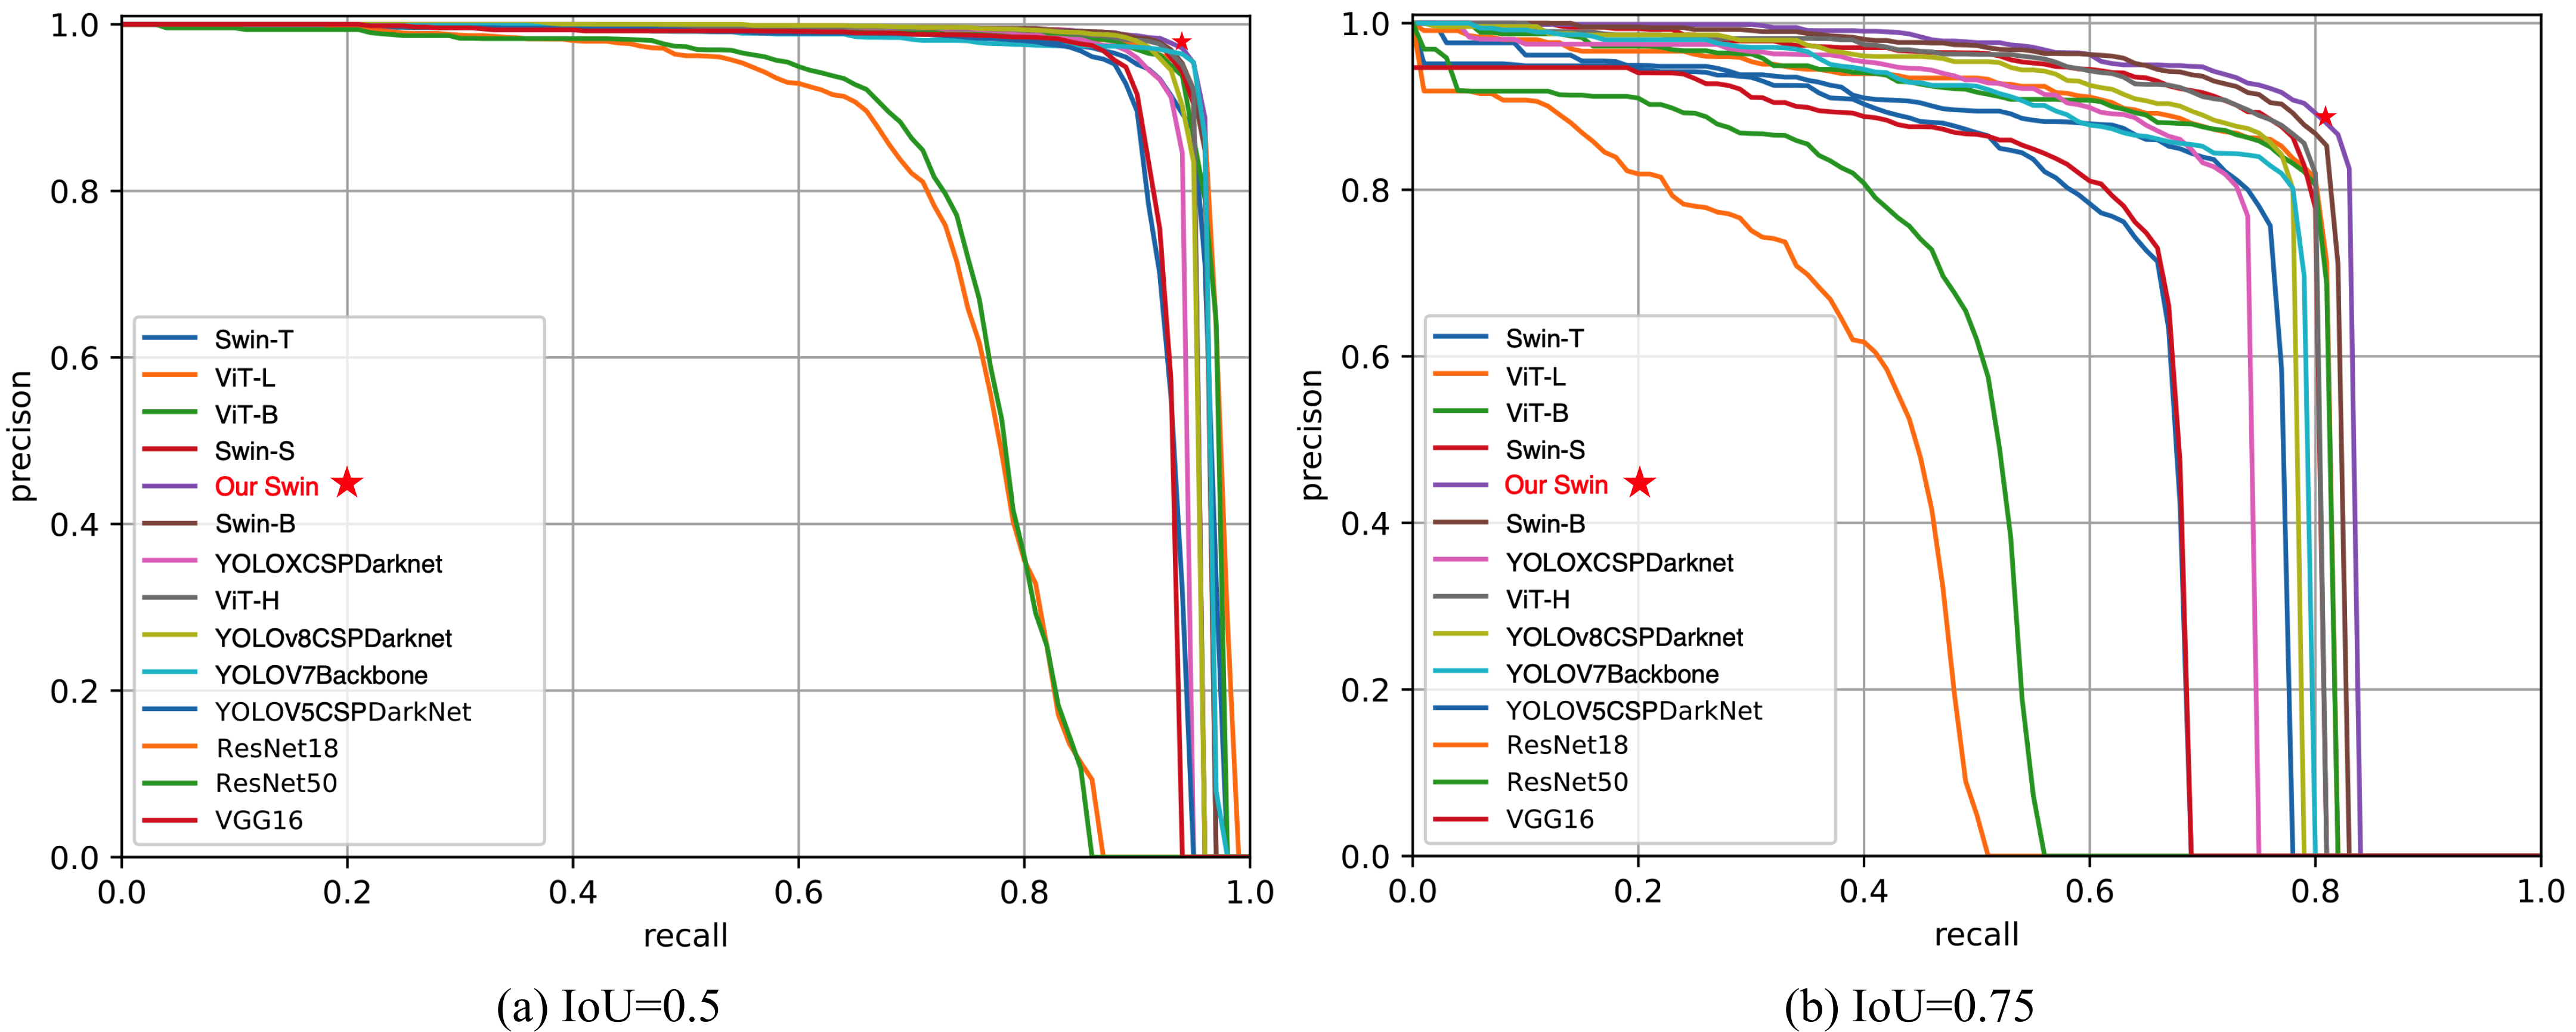 1.0
0.8
0.6
0.4
0.2
0.0
precison
Swin-T
ViT-L
ViT-B
Swin-S
Our Swin
Swin-B
YOLOXCSPDarknet
ViT-H
YOLOv8CSPDarknet
YOLOV7Backbone
YOLOV5CSPDarkNet
ResNet18
ResNet50
VGG16
0.0 0.2 0.4 0.6 0.8 1.0
recall
(a) IoU=0.5
1.0
0.8
0.6
0.4
0.2
0.0
precison
Swin-T
ViT-L
ViT-B
Swin-S
Our Swin
Swin-B
YOLOXCSPDarknet
ViT-H
YOLOv8CSPDarknet
YOLOV7Backbone
YOLOV5CSPDarkNet
ResNet18
ResNet50
VGG16
0.0 0.2 0.4 0.6 0.8 1.0
recall
(b) IoU=0.75